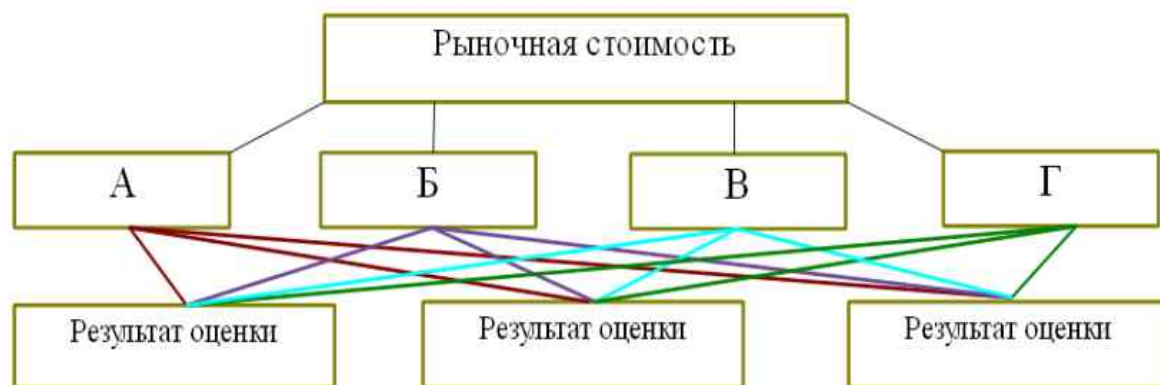 Рыночная стоимость
А
Б
В
Г
Результат оценки
Результат оценки
Результат оценки